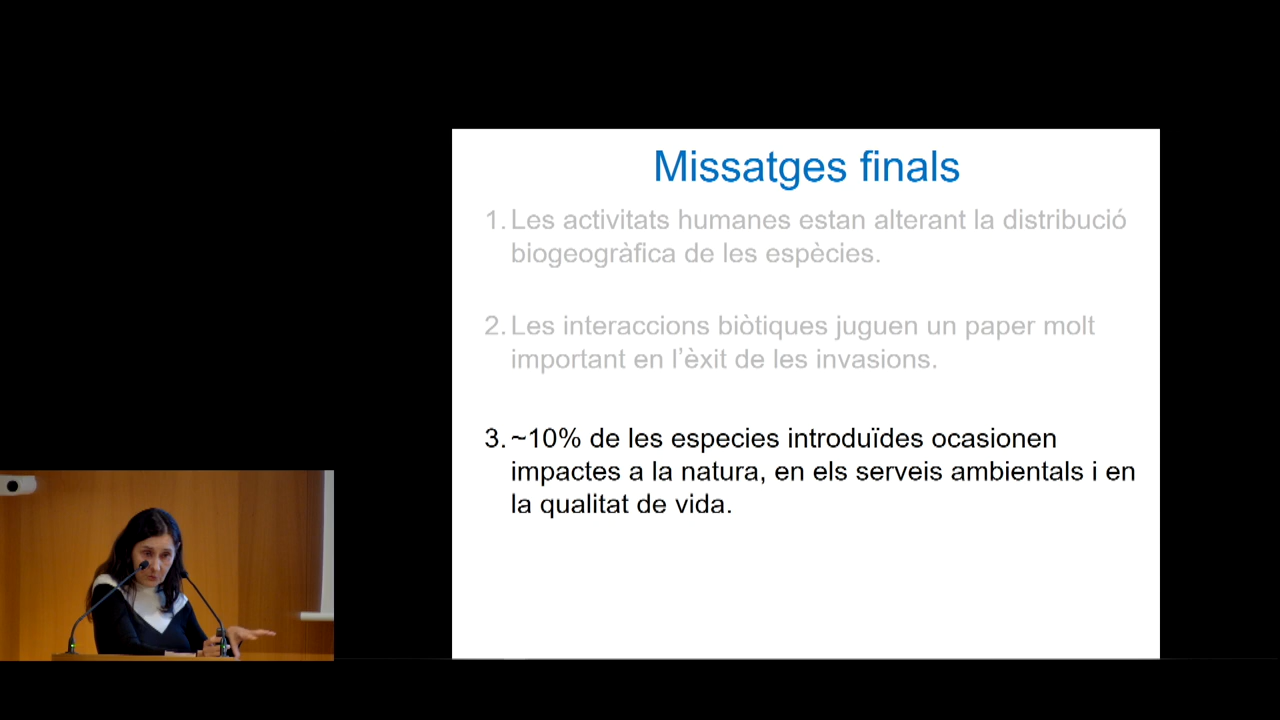 Missatges finals
1. Les activitats humanes estan alterant la distribució
biogeogràfica de les espècies.
2. Les interaccions biòtiques juguen un paper molt
important en l’èxit de les invasions.
3. ~10% de les especies introduïdes ocasionen
impactes a la natura, en els serveis ambientals i en
la qualitat de vida.